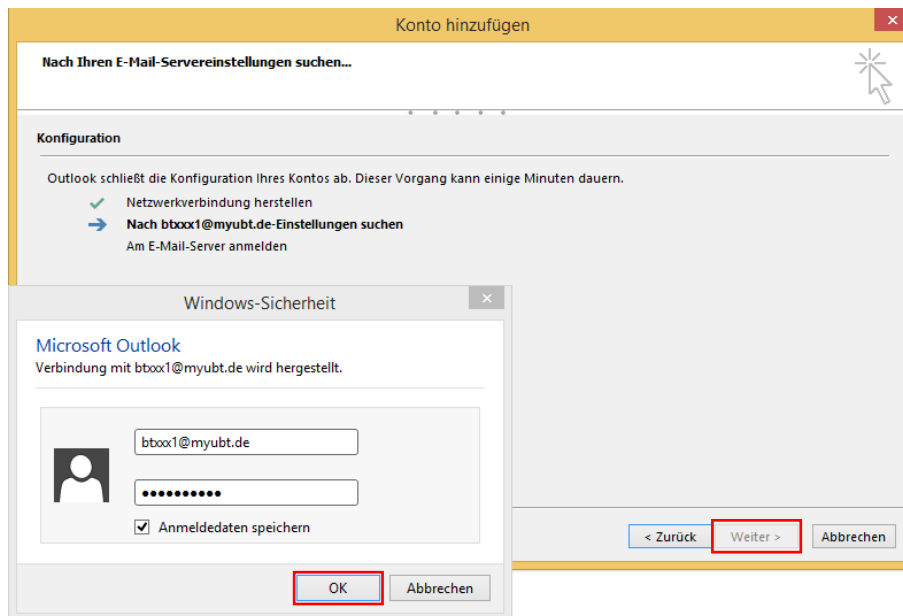 Konto hinzufügen
Nach Ihren E-Mail-Servereinstellungen suchen...
Konfiguration
Outlook schließt die Konfiguration Ihres Kontos ab. Dieser Vorgang kann einige Minuten dauern.
Netzwerkverbindung herstellen
Nach btxxx1@myubt.de-Einstellungen suchen
Am E-Mail-Server anmelden
Windows-Sicherheit
Microsoft Outlook
Verbindung mit btxxx1@myubt.de wird hergestellt.
btxxx1@myubt.de
••••••••••
Anmeldedaten speichern
OK Abbrechen
< Zurück Weiter > Abbrechen